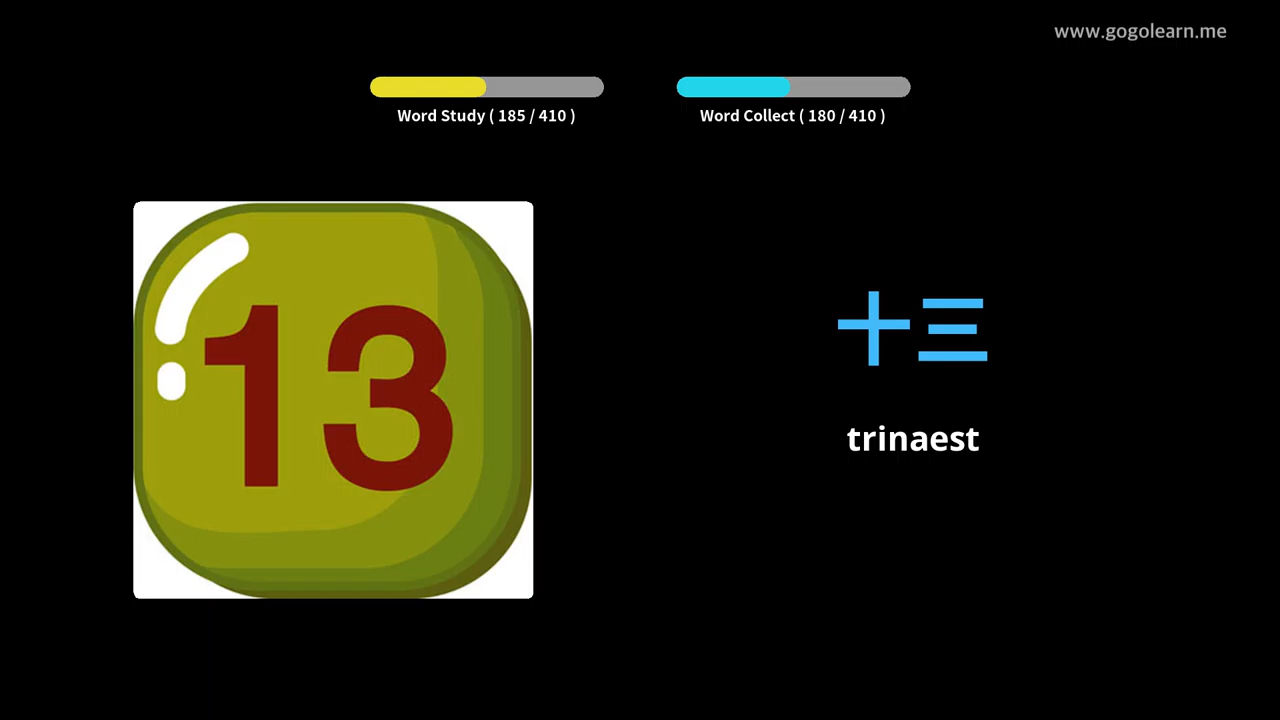 www.gogolearn.me
Word Study ( 185 / 410 )
Word Collect ( 180 / 410 )
13
十三
trinaest